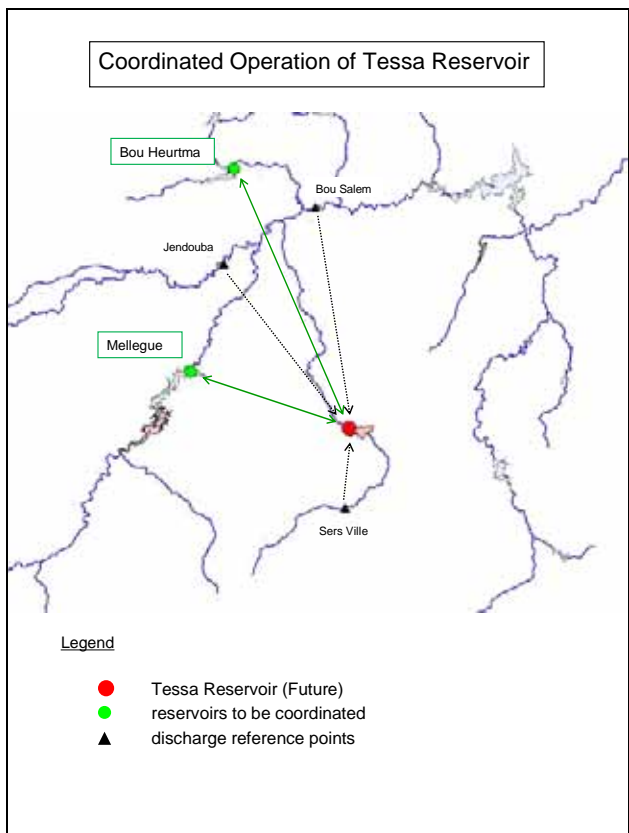 Coordinated Operation of Tessa Reservoir
Bou Heurtma
Bou Salem
Jendouba
Mellegue
Sers Ville
Legend
Tessa Reservoir (Future)
reservoirs to be coordinated
discharge reference points